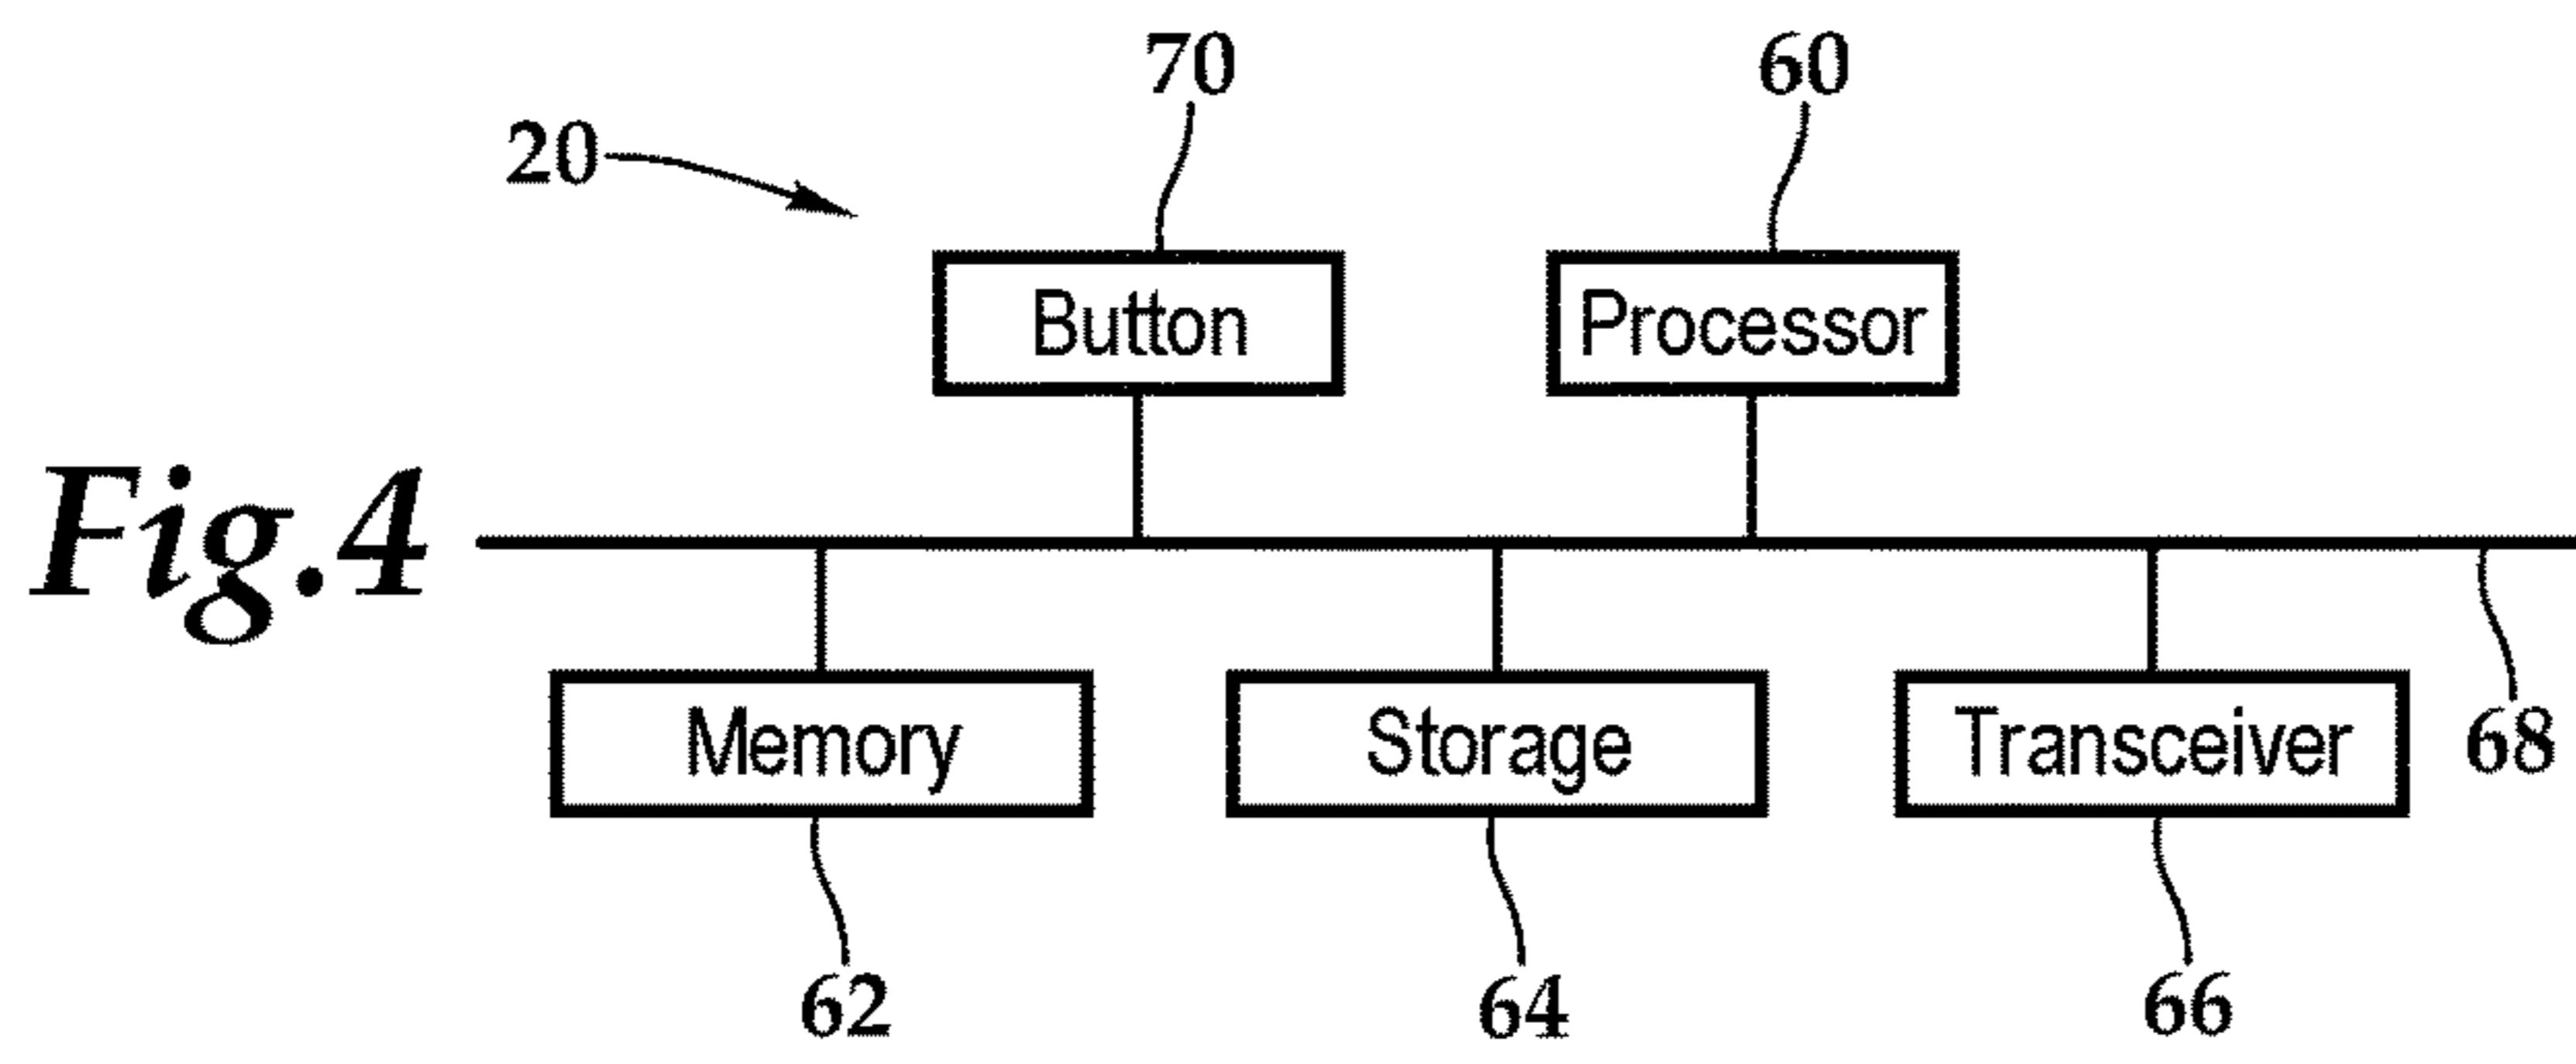 70 60
20
Button Processor
Fig.4
Memory Storage Transceiver 68
62 64 66